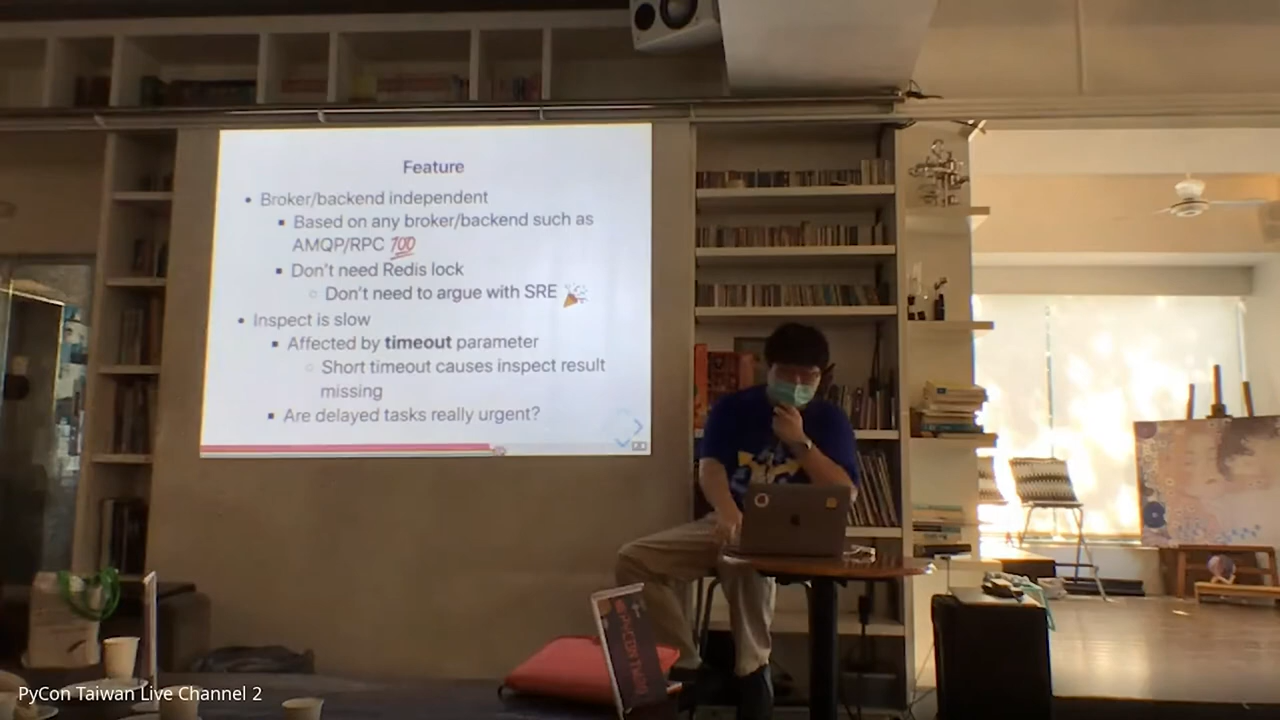 Feature
• Broker/backend independent
▪ Based on any broker/backend such as
AMQP/RPC 💯
▪ Don't need Redis lock
○ Don't need to argue with SRE 🎉
• Inspect is slow
▪ Affected by timeout parameter
○ Short timeout causes inspect result
missing
▪ Are delayed tasks really urgent?
PyCon Taiwan Live Channel 2